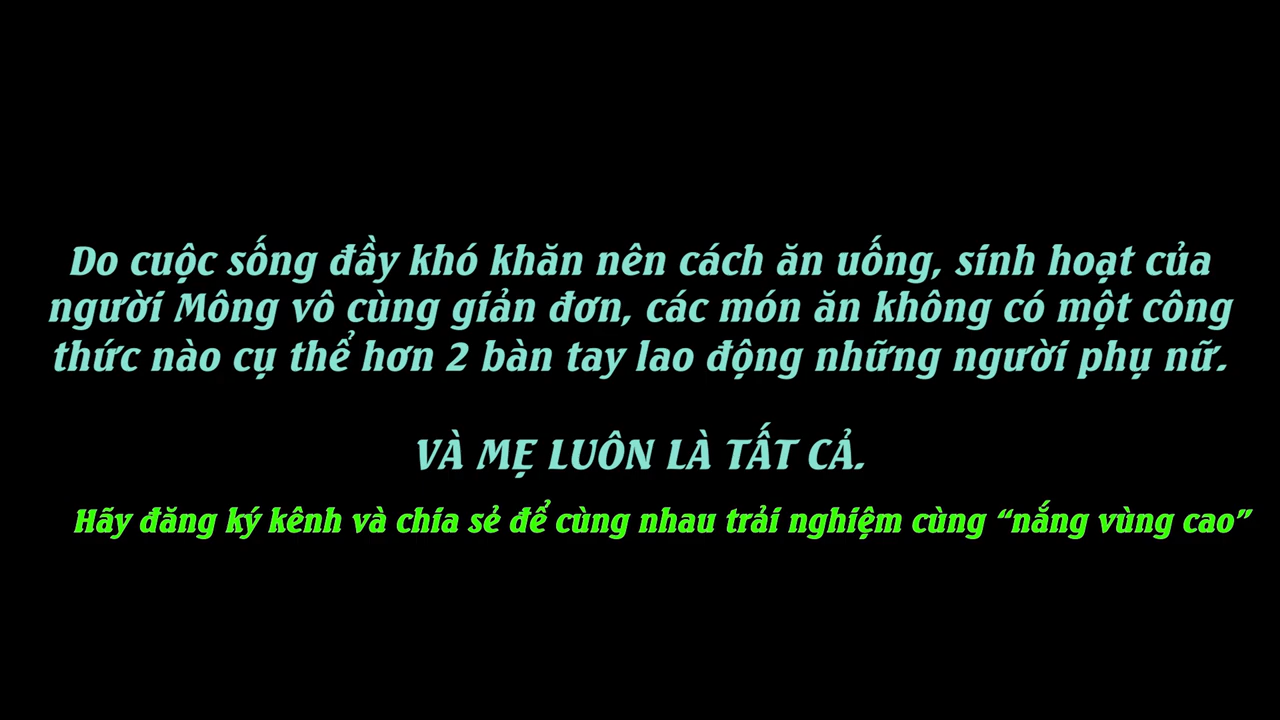 Do cuộc sống đầy khó khăn nên cách ăn uống, sinh hoạt của
người Mông vô cùng giản đơn, các món ăn không có một công
thức nào cụ thể hơn 2 bàn tay lao động những người phụ nữ.
VÀ MẸ LUÔN LÀ TẤT CẢ.
Hãy đăng ký kênh và chia sẻ để cùng nhau trải nghiệm cùng “nắng vùng cao”